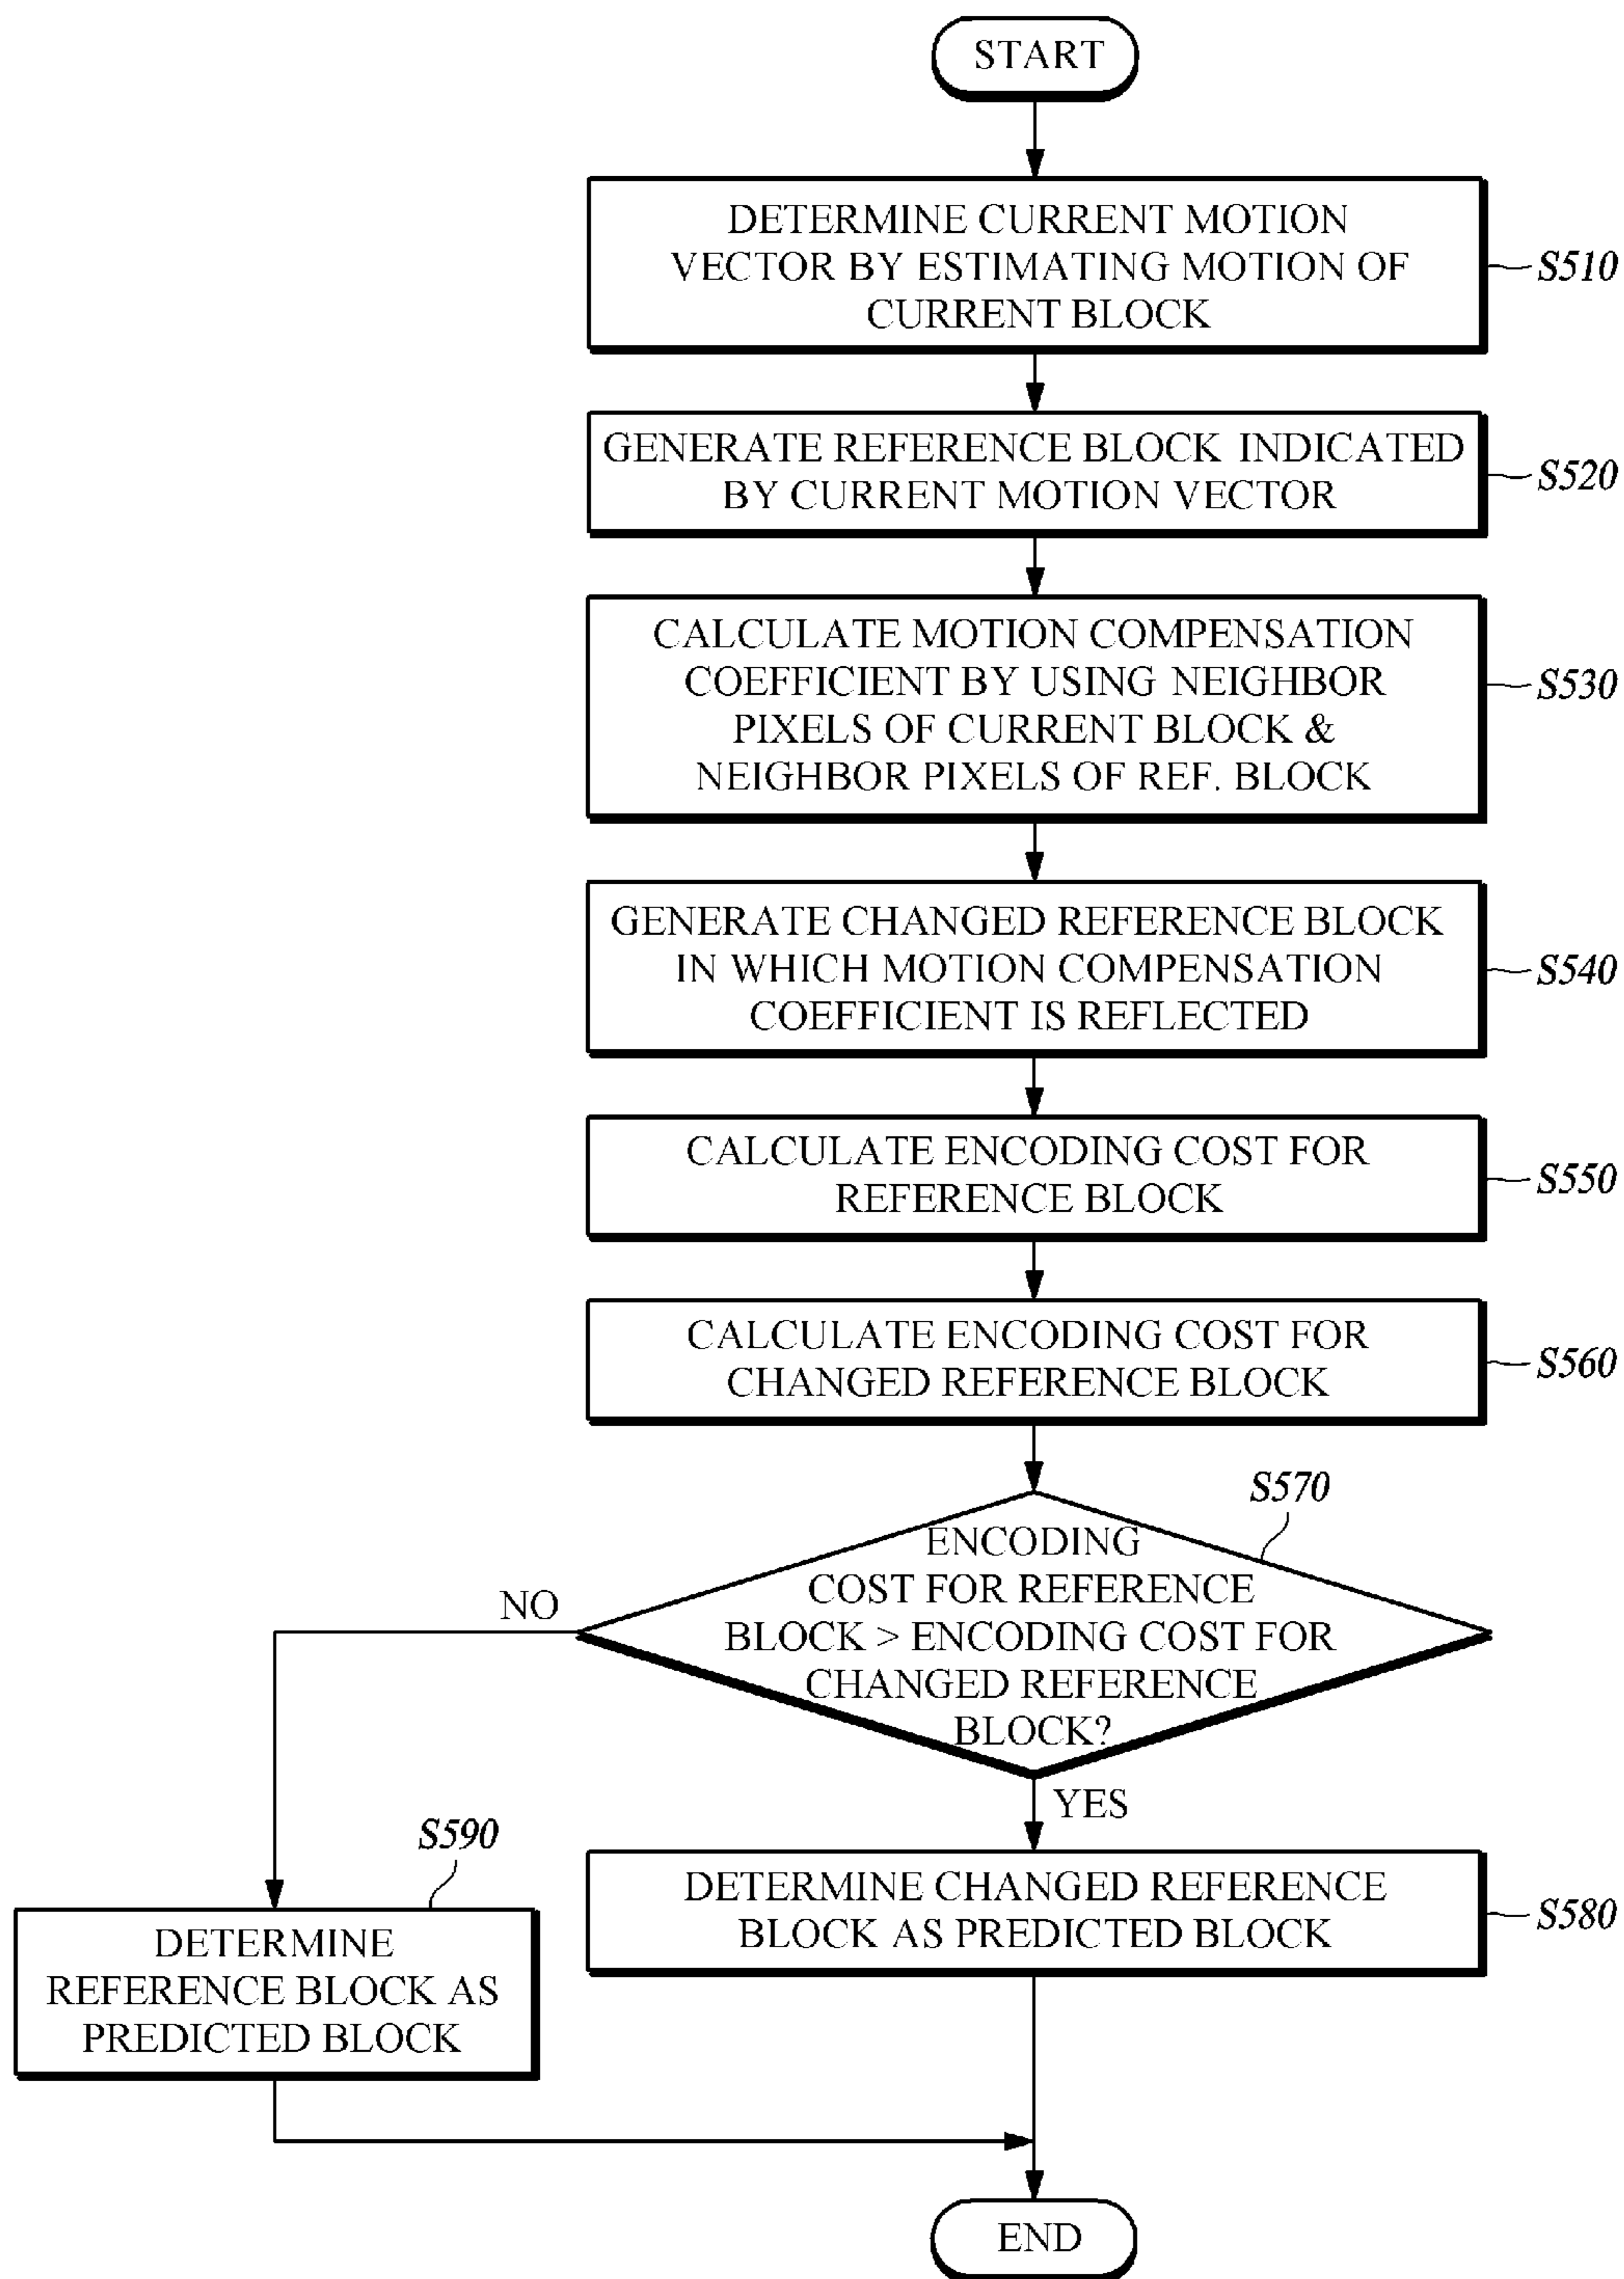 START
DETERMINE CURRENT MOTION
VECTOR BY ESTIMATING MOTION OF
CURRENT BLOCK
S510
GENERATE REFERENCE BLOCK INDICATED
BY CURRENT MOTION VECTOR
S520
CALCULATE MOTION COMPENSATION
COEFFICIENT BY USING NEIGHBOR
PIXELS OF CURRENT BLOCK &
NEIGHBOR PIXELS OF REF. BLOCK
S530
GENERATE CHANGED REFERENCE BLOCK
IN WHICH MOTION COMPENSATION
COEFFICIENT IS REFLECTED
S540
CALCULATE ENCODING COST FOR
REFERENCE BLOCK
S550
CALCULATE ENCODING COST FOR
CHANGED REFERENCE BLOCK
S560
S570
ENCODING
COST FOR REFERENCE
BLOCK > ENCODING COST FOR
CHANGED REFERENCE
BLOCK?
NO
YES
S590
DETERMINE
REFERENCE BLOCK AS
PREDICTED BLOCK
DETERMINE CHANGED REFERENCE
BLOCK AS PREDICTED BLOCK
S580
END